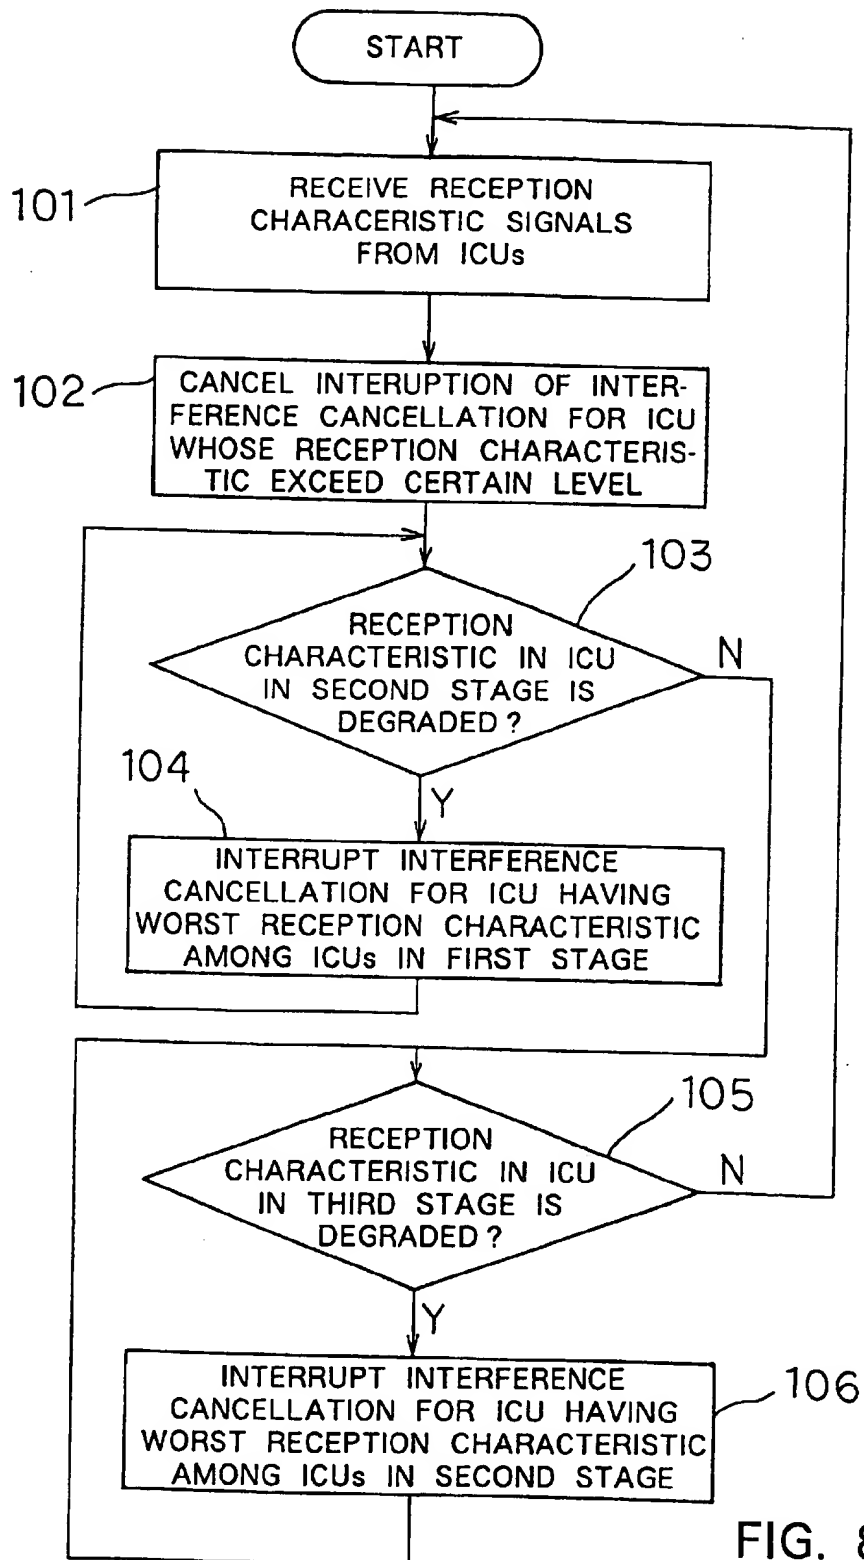 START
101
RECEIVE RECEPTION
CHARACERISTIC SIGNALS
FROM ICUs
102
CANCEL INTERUPTION OF INTER-
FERENCE CANCELLATION FOR ICU
WHOSE RECEPTION CHARACTERIS-
TIC EXCEED CERTAIN LEVEL
103
RECEPTION
CHARACTERISTIC IN ICU
IN SECOND STAGE IS
DEGRADED?
N
104
Y
INTERRUPT INTERFERENCE
CANCELLATION FOR ICU HAVING
WORST RECEPTION CHARACTERISTIC
AMONG ICUs IN FIRST STAGE
105
RECEPTION
CHARACTERISTIC IN ICU
IN THIRD STAGE IS
DEGRADED?
N
Y
INTERRUPT INTERFERENCE
CANCELLATION FOR ICU HAVING
WORST RECEPTION CHARACTERISTIC
AMONG ICUs IN SECOND STAGE
106
FIG. 8